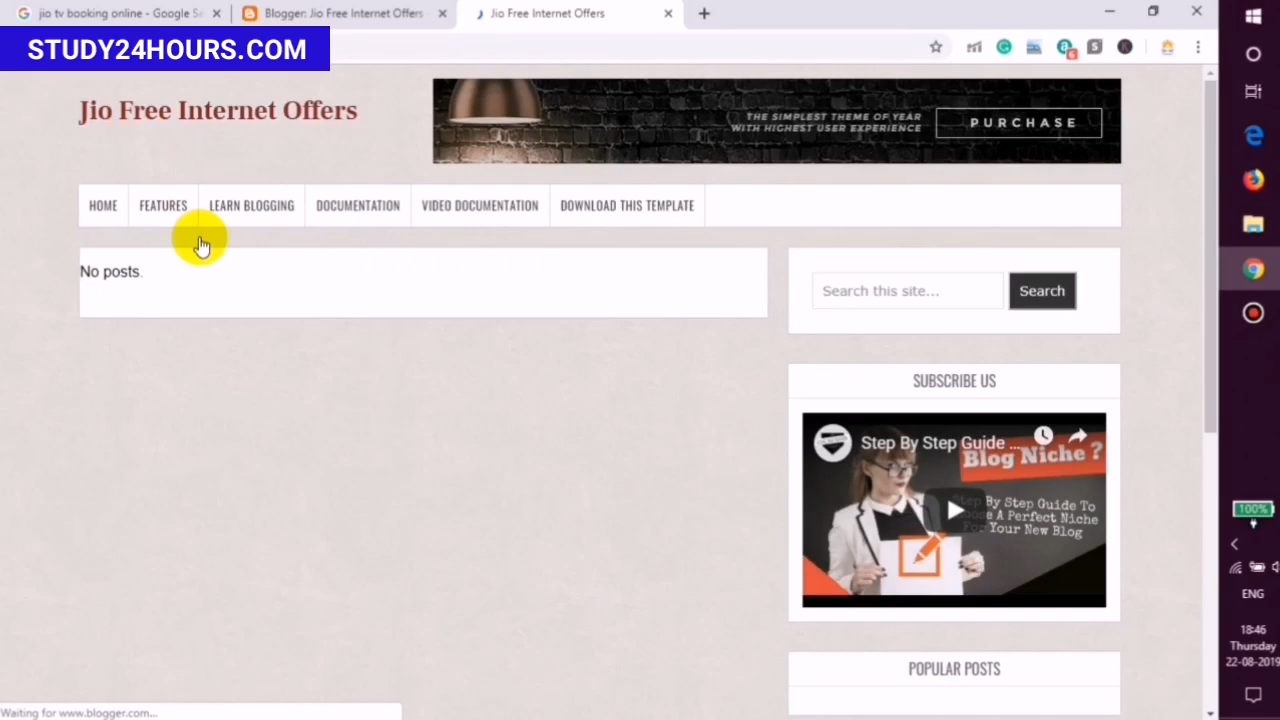 jio tv booking online - Google Se
Blogger: Jio Free Internet Offers -
Jio Free Internet Offers
STUDY24HOURS.COM
6
S
K
Jio Free Internet Offers
THE SIMPLEST THEME OF YEAR
WITH HIGHEST USER EXPERIENCE
PURCHASE
HOME
FEATURES
LEARN BLOGGING
DOCUMENTATION
VIDEO DOCUMENTATION
DOWNLOAD THIS TEMPLATE
No posts.
Search this site...
Search
SUBSCRIBE US
Step By Step Guide ...
Blog Niche ?
Step By Step Guide To
A Perfect Niche
Your New Blog
POPULAR POSTS
Waiting for www.blogger.com...
100%
ENG
18:46
Thursday
22-08-2019